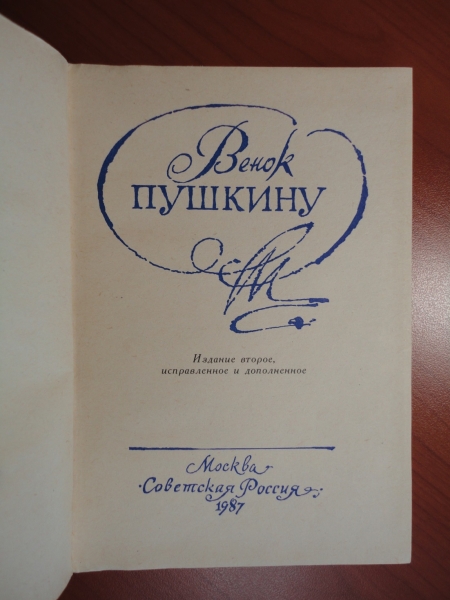 Венок
ПУШКИНУ
Издание второе,
исправленное и дополненное
Москва
·Советская Россия·
1987